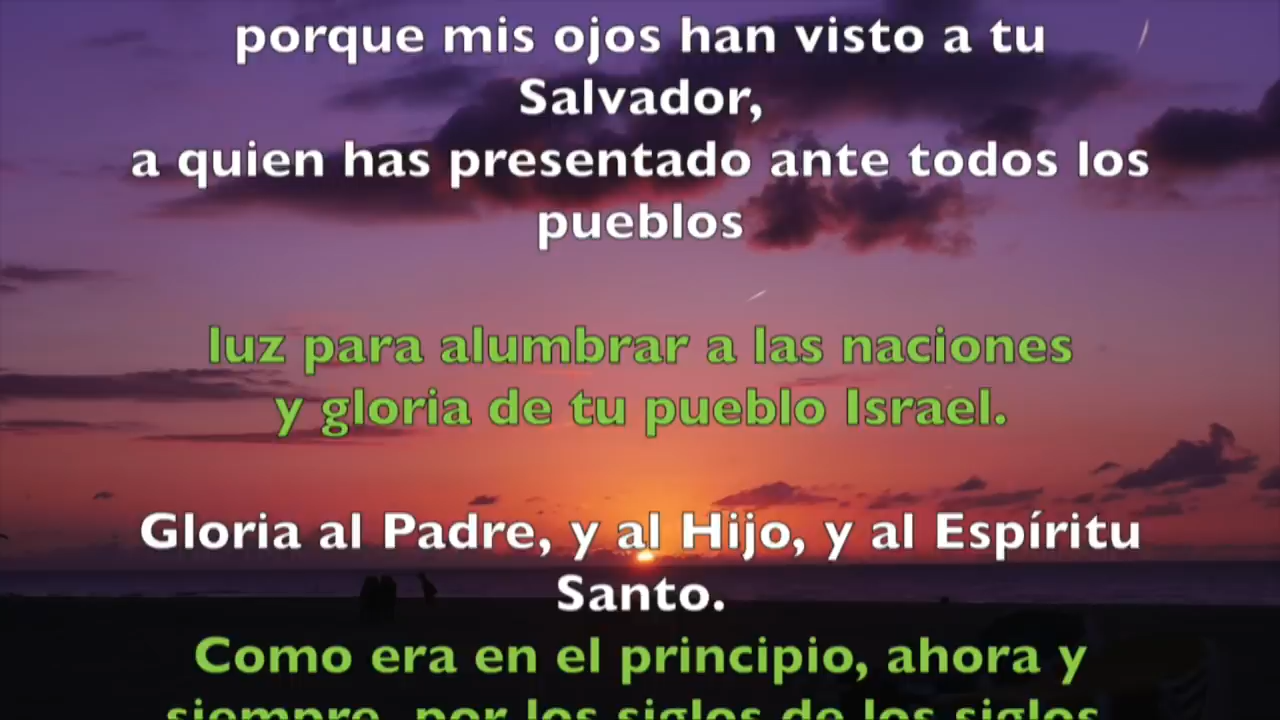 porque mis ojos han visto a tu
Salvador,
a quien has presentado ante todos los
pueblos
luz para alumbrar a las naciones
y gloria de tu pueblo Israel.
Gloria al Padre, y al Hijo, y al Espíritu
Santo.
Como era en el principio, ahora y
siempre, por los siglos de los siglos